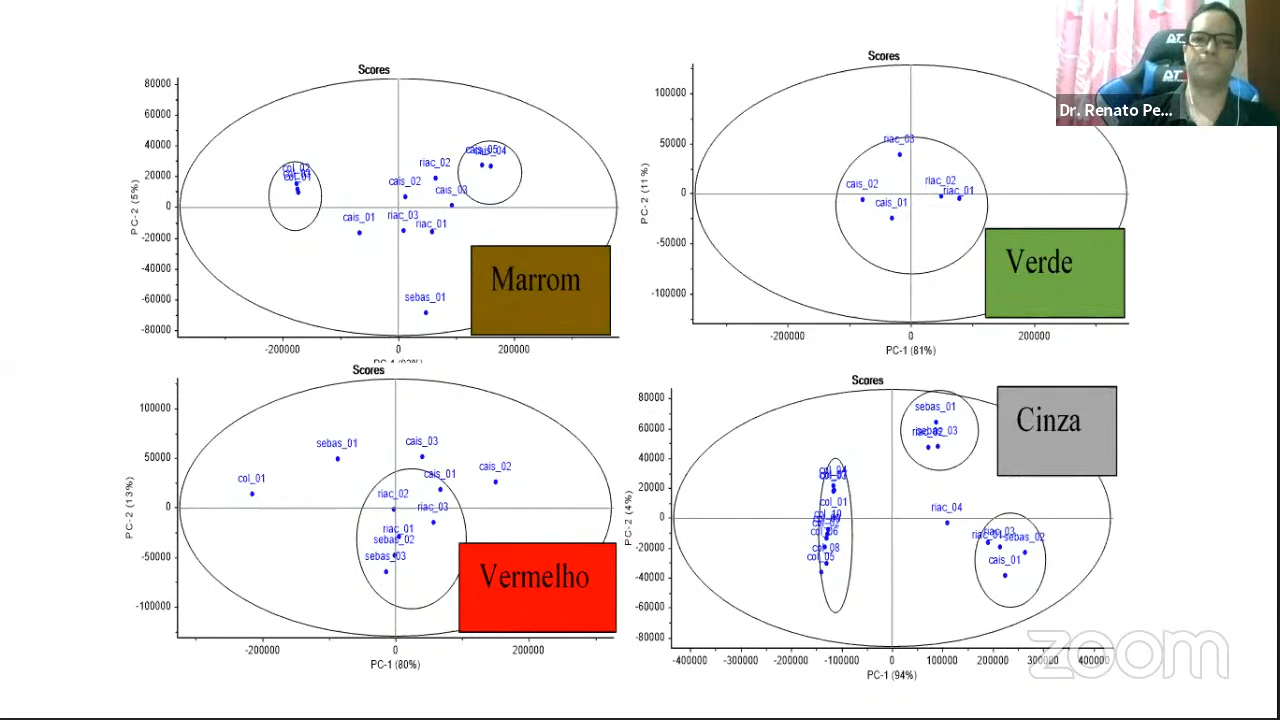 Scores
80000
60000
40000
20000
0
-20000
-40000
-60000
-80000
PC-2 (5%)
-200000
0
200000
col_01
cais_01
cais_02
riac_02
cais_03
riac_03
riac_01
sebas_01
Marrom
Scores
100000
50000
0
-50000
-100000
PC-2 (11%)
-200000
0
200000
PC-1 (81%)
riac_03
cais_02
riac_02
riac_01
cais_01
Verde
Dr. Renato Pe...
Scores
100000
50000
0
-50000
-100000
PC-2 (13%)
-200000
0
200000
PC-1 (80%)
col_01
sebas_01
cais_03
cais_02
cais_01
riac_02
riac_03
riac_01
sebas_02
sebas_03
Vermelho
Scores
80000
60000
40000
20000
0
-20000
-40000
-60000
-80000
PC-2 (4%)
-400000
-300000
-200000
-100000
0
100000
200000
300000
400000
PC-1 (94%)
sebas_01
sebas_03
col_01
riac_04
riac_03
sebas_02
cais_01
col_08
col_05
Cinza
zoom